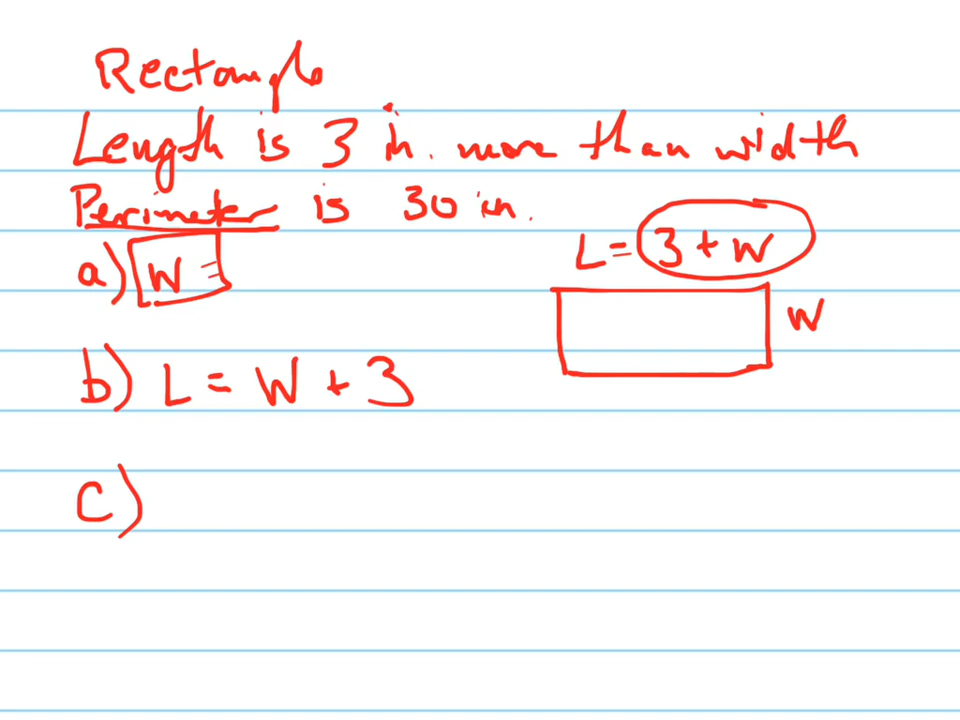 Rectangle
Length is 3 in. more than width
Perimeter is 30 in.
L = 3 + W
a) W =
W
b) L = W + 3
c)